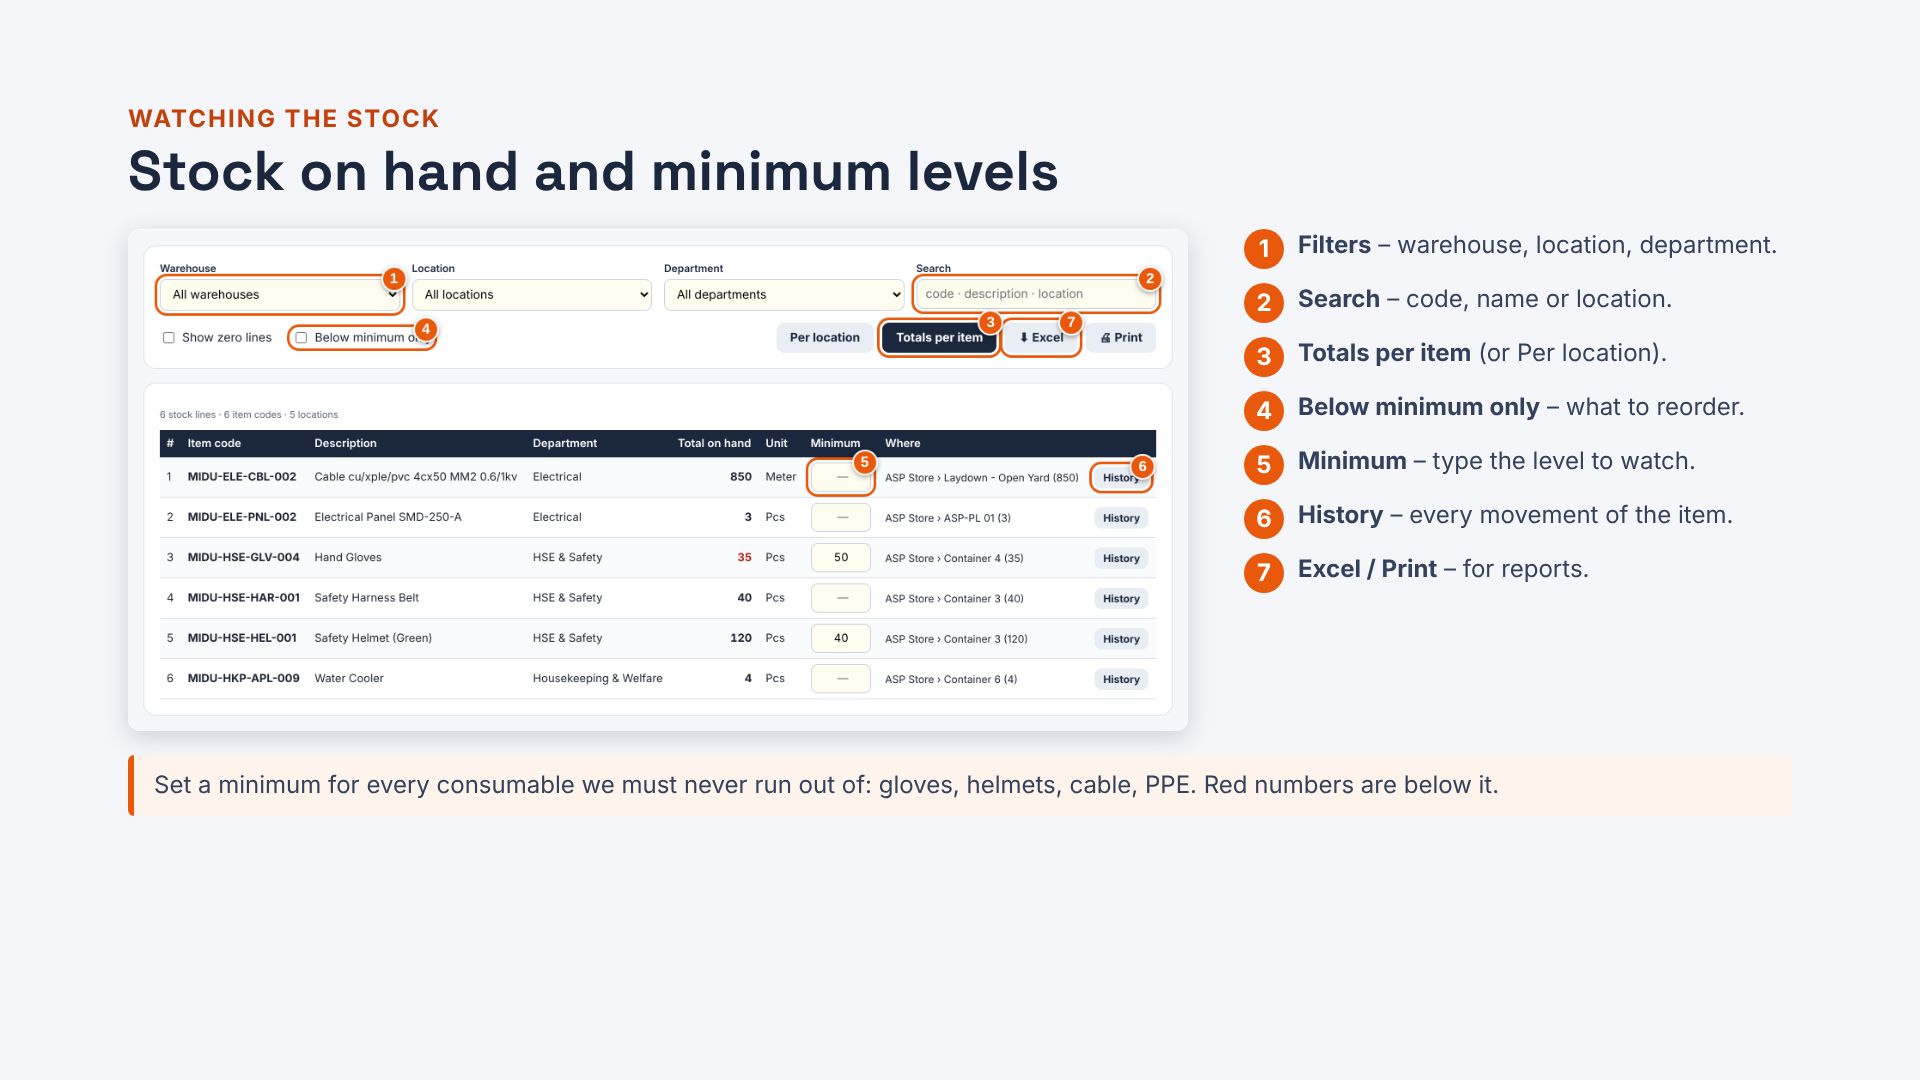 WATCHING THE STOCK
Stock on hand and minimum levels
Warehouse Location Department Search
1 2
All warehouses All locations All departments code · description · location
Show zero lines Below minimum 4 Per location Totals per item 3 Excel 7 Print
6 stock lines · 6 item codes · 5 locations
# Item code Description Department Total on hand Unit Minimum Where
5 6
1 MIDU-ELE-CBL-002 Cable cu/xple/pvc 4cx50 MM2 0.6/1kv Electrical 850 Meter — ASP Store › Laydown - Open Yard (850) History
2 MIDU-ELE-PNL-002 Electrical Panel SMD-250-A Electrical 3 Pcs — ASP Store › ASP-PL 01 (3) History
3 MIDU-HSE-GLV-004 Hand Gloves HSE & Safety 35 Pcs 50 ASP Store › Container 4 (35) History
4 MIDU-HSE-HAR-001 Safety Harness Belt HSE & Safety 40 Pcs — ASP Store › Container 3 (40) History
5 MIDU-HSE-HEL-001 Safety Helmet (Green) HSE & Safety 120 Pcs 40 ASP Store › Container 3 (120) History
6 MIDU-HKP-APL-009 Water Cooler Housekeeping & Welfare 4 Pcs — ASP Store › Container 6 (4) History
1 Filters – warehouse, location, department.
2 Search – code, name or location.
3 Totals per item (or Per location).
4 Below minimum only – what to reorder.
5 Minimum – type the level to watch.
6 History – every movement of the item.
7 Excel / Print – for reports.
Set a minimum for every consumable we must never run out of: gloves, helmets, cable, PPE. Red numbers are below it.